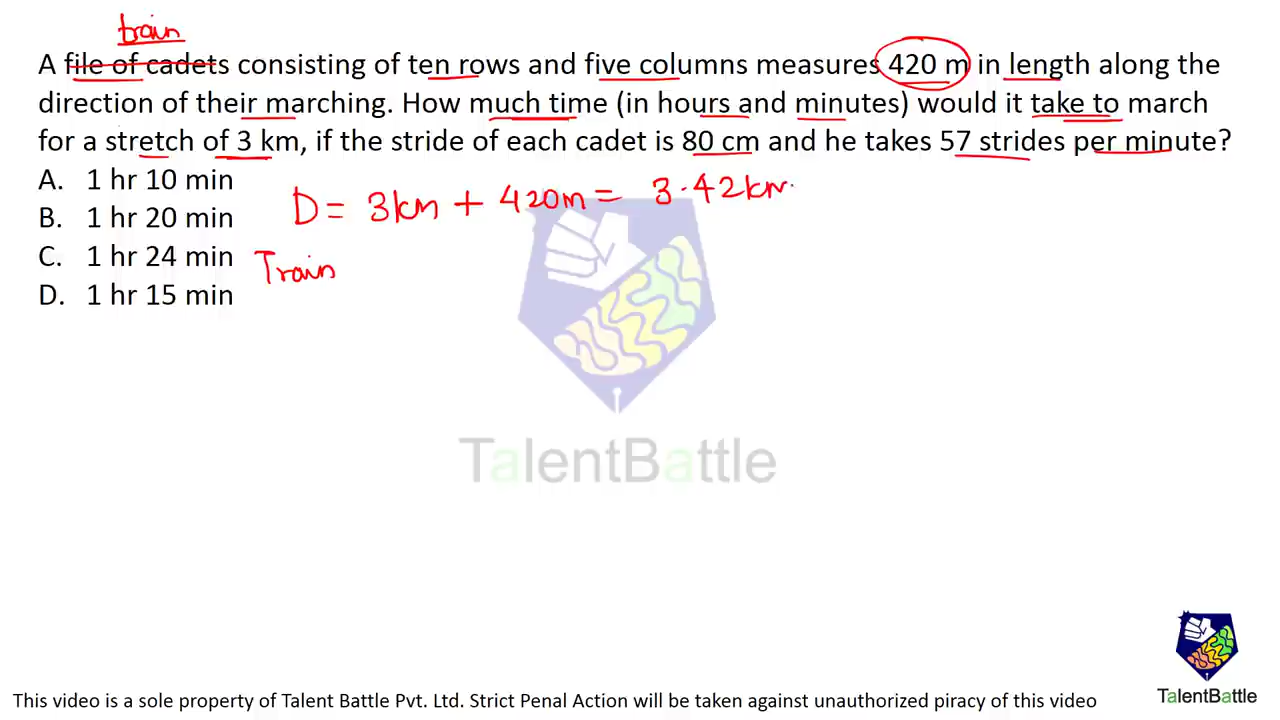 train
A file of cadets consisting of ten rows and five columns measures 420 m in length along the
direction of their marching. How much time (in hours and minutes) would it take to march
for a stretch of 3 km, if the stride of each cadet is 80 cm and he takes 57 strides per minute?
A. 1 hr 10 min
B. 1 hr 20 min
C. 1 hr 24 min
D. 1 hr 15 min
D = 3km + 420m = 3.42km.
Train
TalentBattle
TalentBattle
This video is a sole property of Talent Battle Pvt. Ltd. Strict Penal Action will be taken against unauthorized piracy of this video